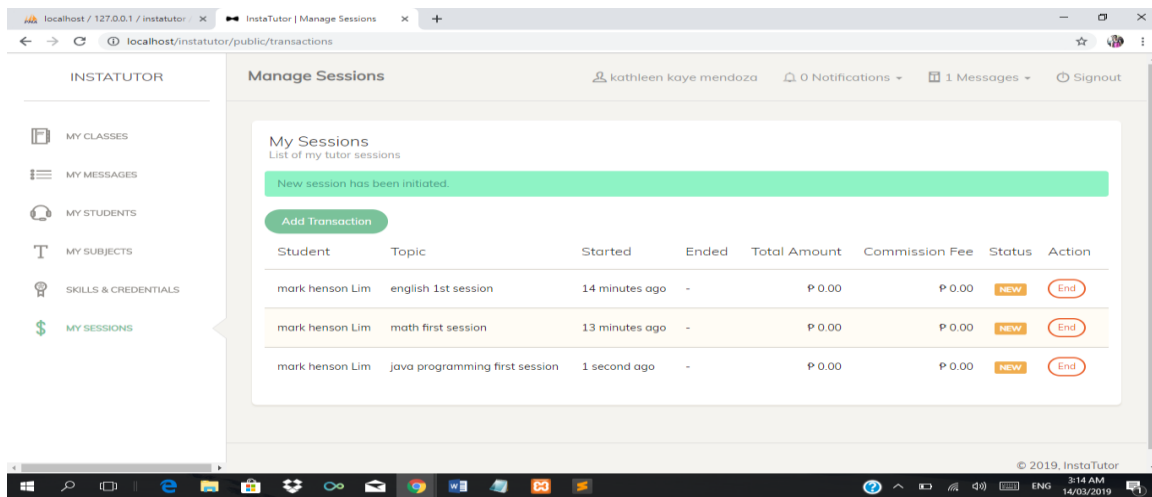 localhost / 127.0.0.1 / instatutor /
InstaTutor | Manage Sessions
localhost/instatutor/public/transactions
INSTATUTOR
Manage Sessions
kathleen kaye mendoza
0 Notifications
1 Messages
Signout
MY CLASSES
MY MESSAGES
MY STUDENTS
MY SUBJECTS
SKILLS & CREDENTIALS
MY SESSIONS
My Sessions
List of my tutor sessions
New session has been initiated.
Add Transaction
Student Topic Started Ended Total Amount Commission Fee Status Action
mark henson Lim english 1st session 14 minutes ago - ₱ 0.00 ₱ 0.00 NEW End
mark henson Lim math first session 13 minutes ago - ₱ 0.00 ₱ 0.00 NEW End
mark henson Lim java programming first session 1 second ago - ₱ 0.00 ₱ 0.00 NEW End
© 2019, InstaTutor
ENG
3:14 AM
14/03/2019